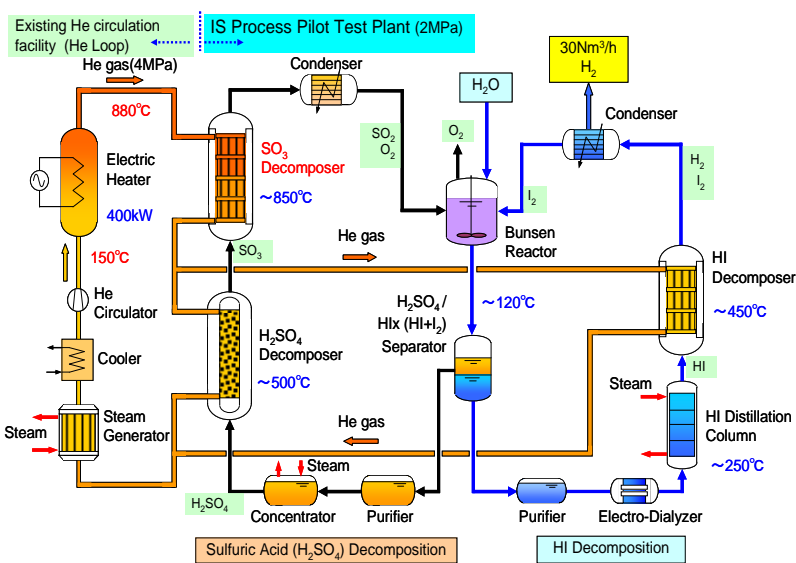 Existing He circulation
facility (He Loop)
IS Process Pilot Test Plant (2MPa)
He gas(4MPa)
880℃
Condenser
H₂O
30Nm³/h
H₂
Condenser
Electric
Heater
400kW
SO₃
Decomposer
~850℃
SO₂
O₂
O₂
I₂
H₂
I₂
Bunsen
Reactor
150℃
SO₃
He gas
HI
Decomposer
~450℃
He
Circulator
H₂SO₄
Decomposer
~500℃
H₂SO₄ /
HIx (HI+I₂)
Separator
~120℃
Cooler
HI
Steam
Steam
Generator
Steam
He gas
HI Distillation
Column
~250℃
H₂SO₄
Steam
Concentrator
Purifier
Purifier
Electro-Dialyzer
Sulfuric Acid (H₂SO₄) Decomposition
HI Decomposition